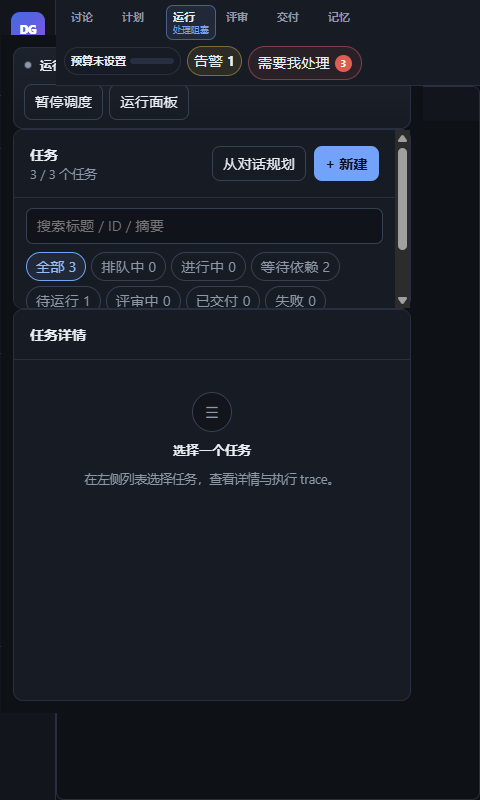 DG
讨论 计划 运行 评审 交付 记忆
处理阻塞
预算未设置 告警 1 需要我处理 3
运行
暂停调度 运行面板
任务
3 / 3 个任务
从对话规划 + 新建
搜索标题 / ID / 摘要
全部 3 排队中 0 进行中 0 等待依赖 2
待运行 1 评审中 0 已交付 0 失败 0
任务详情
选择一个任务
在左侧列表选择任务，查看详情与执行 trace。